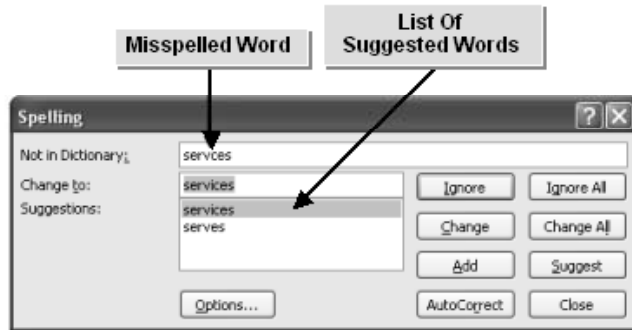 Misspelled Word
List Of
Suggested Words
Spelling
Not in Dictionary:
servces
Change to:
services
Ignore
Ignore All
Suggestions:
services
serves
Change
Change All
Add
Suggest
Options...
AutoCorrect
Close